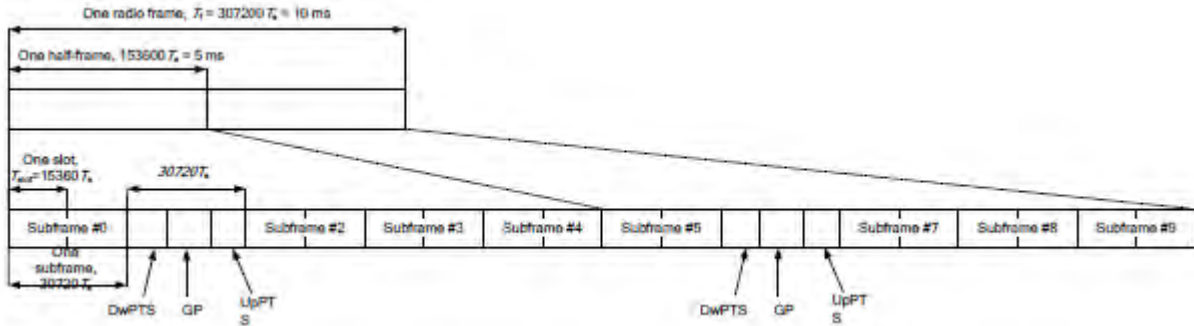 One radio frame, Tf = 307200 Ts = 10 ms
One half-frame, 153600 Ts = 5 ms
One slot,
Tslot=15360 Ts
30720Ts
Subframe #0
Subframe #2
Subframe #3
Subframe #4
Subframe #5
Subframe #7
Subframe #8
Subframe #9
One
subframe,
30720 Ts
DwPTS
GP
UpPT
S
DwPTS
GP
UpPT
S